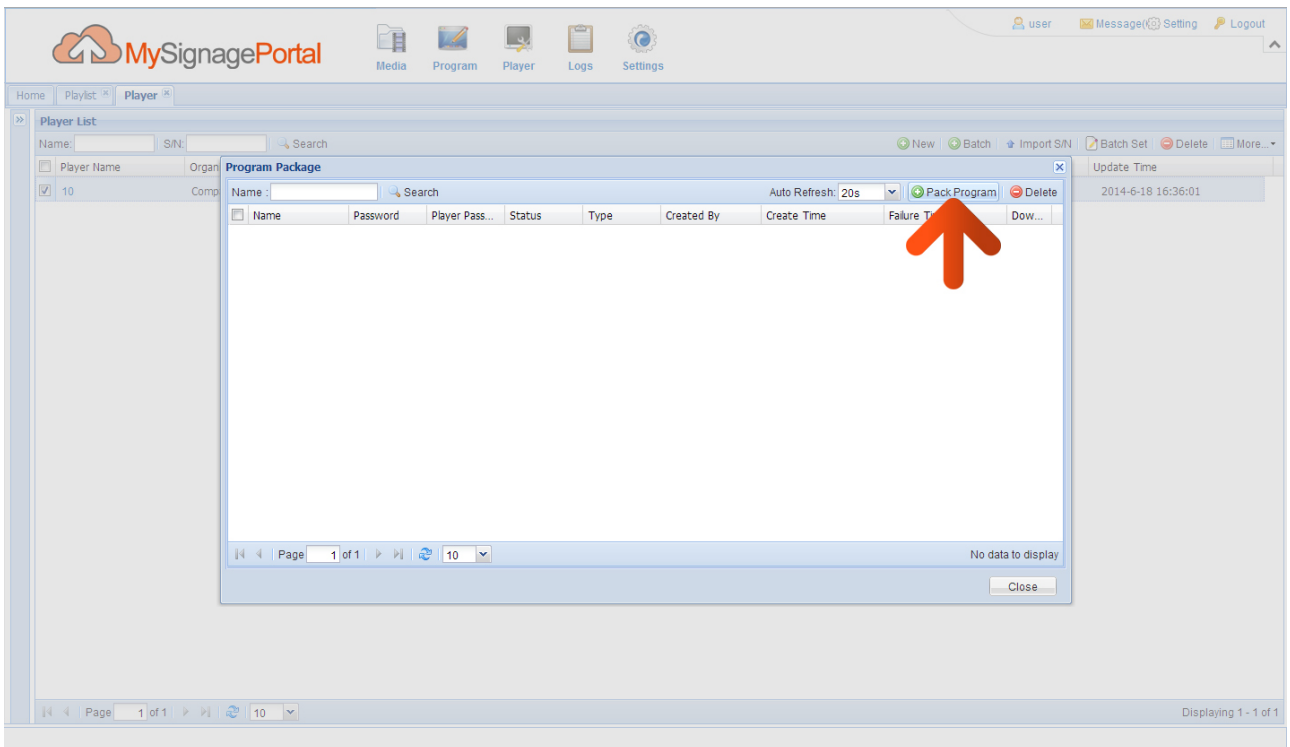 user Message( Setting Logout
MySignagePortal
Media Program Player Logs Settings
Home Playlist Player
Player List
Name: S/N: Search New Batch Import S/N Batch Set Delete More...
Player Name Organ Update Time
10 Comp 2014-6-18 16:36:01
Program Package
Name : Search Auto Refresh: 20s Pack Program Delete
Name Password Player Pass... Status Type Created By Create Time Failure Dow...
Page 1 of 1 10 No data to display
Close
Page 1 of 1 10 Displaying 1 - 1 of 1